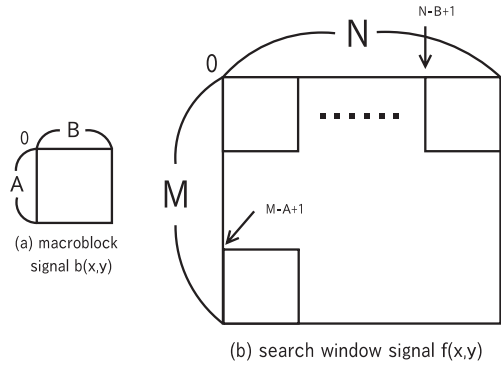 0
B
A
(a) macroblock
signal b(x,y)
N
N-B+1
0
M
M-A+1
(b) search window signal f(x,y)